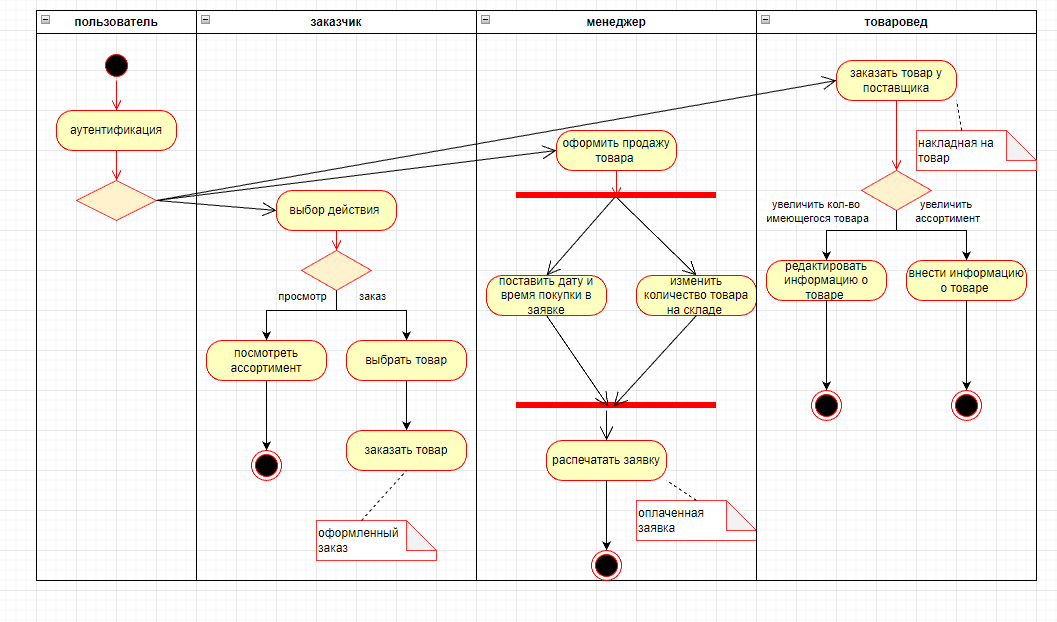 пользователь
заказчик
менеджер
товаровед
аутентификация
выбор действия
просмотр
заказ
посмотреть
ассортимент
выбрать товар
заказать товар
оформленный
заказ
оформить продажу
товара
поставить дату и
время покупки в
заявке
изменить
количество товара
на складе
распечатать заявку
оплаченная
заявка
заказать товар у
поставщика
накладная на
товар
увеличить кол-во
имеющегося товара
увеличить
ассортимент
редактировать
информацию о
товаре
внести информацию
о товаре